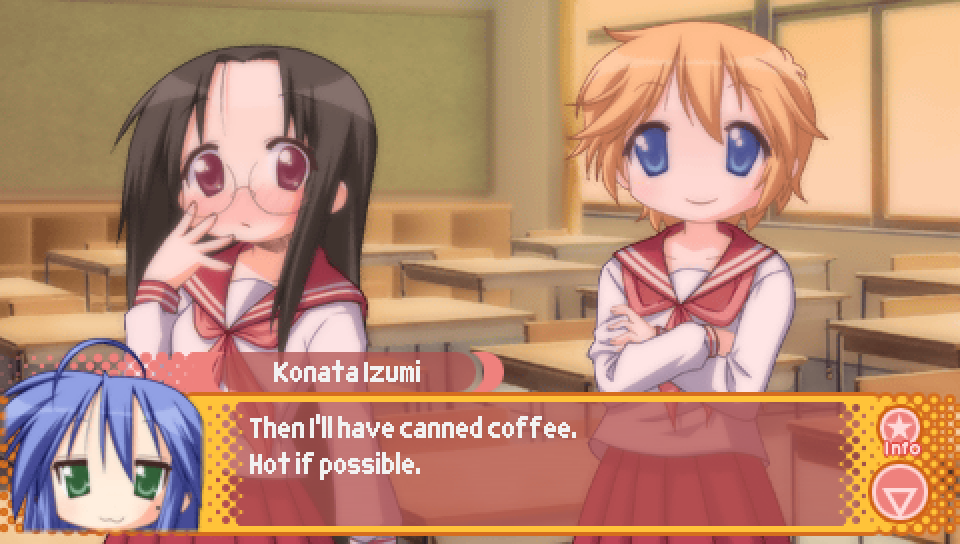 Konata Izumi
Then I'll have canned coffee.
Hot if possible.
Info